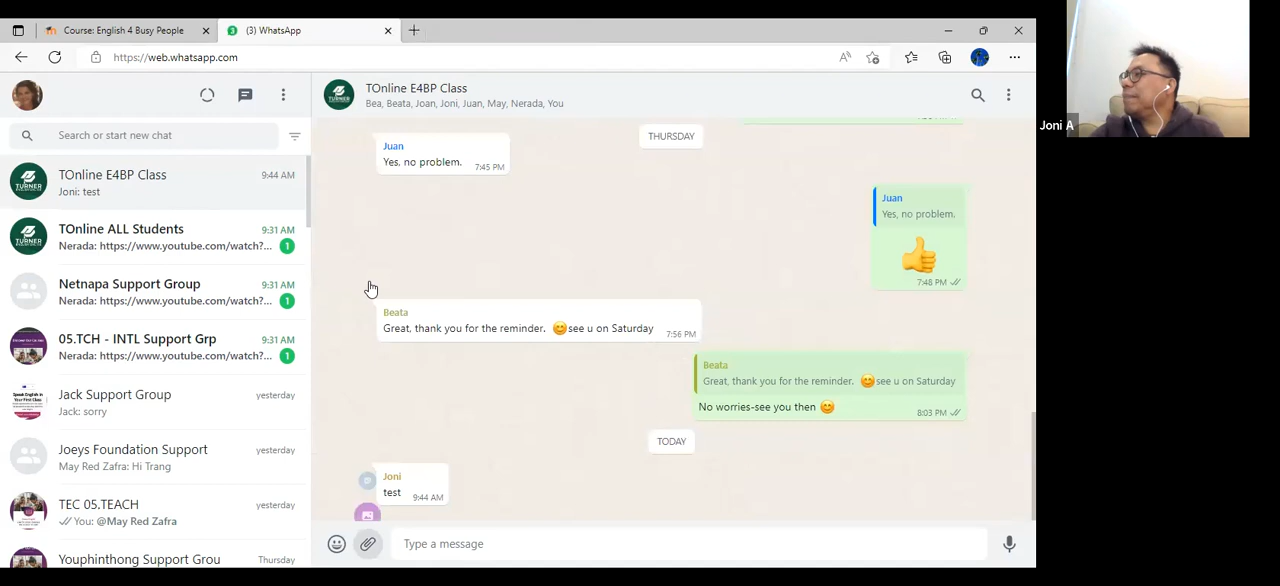 Course: English 4 Busy People
(3) WhatsApp
https://web.whatsapp.com
TOnline E4BP Class
Bea, Beata, Joan, Joni, Juan, May, Nerada, You
Search or start new chat
TOnline E4BP Class 9:44 AM
Joni: test
TURNER
TOnline ALL Students 9:31 AM
Nerada: https://www.youtube.com/watch?... 1
TURNER
Netnapa Support Group 9:31 AM
Nerada: https://www.youtube.com/watch?... 1
05.TCH - INTL Support Grp 9:31 AM
Nerada: https://www.youtube.com/watch?... 1
Jack Support Group yesterday
Jack: sorry
Joeys Foundation Support yesterday
May Red Zafra: Hi Trang
TEC 05.TEACH yesterday
You: @May Red Zafra
Youphinthong Support Grou Thursday
THURSDAY
Juan
Yes, no problem. 7:45 PM
Juan
Yes, no problem.
👍
7:48 PM
Beata
Great, thank you for the reminder. 😊see u on Saturday 7:56 PM
Beata
Great, thank you for the reminder. 😊see u on Saturday
No worries-see you then 😊 8:03 PM
TODAY
Joni
test 9:44 AM
Type a message
Joni A